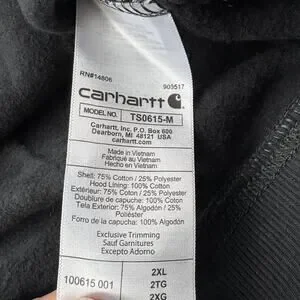 RN#14806
903517
carhartt
MODEL NO. TS0615-M
Carhartt, Inc. P.O. Box 600
Dearborn, MI 48121 USA
carhartt.com
Made in Vietnam
Fabriqué au Vietnam
Hecho en Vietnam
Shell: 75% Cotton / 25% Polyester
Hood Lining: 100% Cotton
Extérieur: 75% Coton / 25% Polyester
Doublure de capuche: 100% Coton
Tela Exterior: 75% Algodón / 25% Poliéster
Forro de la capucha: 100% Algodón
Exclusive Trimming
Sauf Garnitures
Excepto Adorno
100615 001
2XL
2TG
2XG